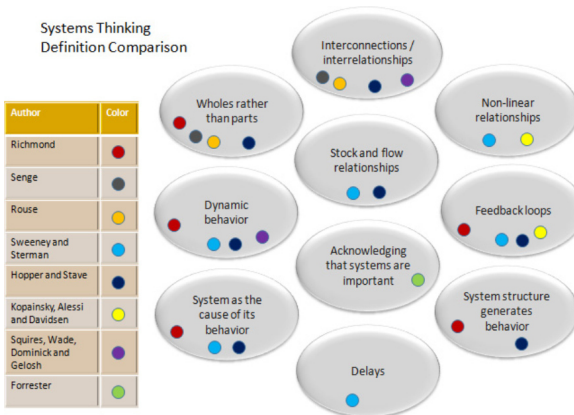 Systems Thinking
Definition Comparison
Author
Color
Richmond
Senge
Rouse
Sweeney and
Sterman
Hopper and Stave
Kopainsky, Alessi
and Davidsen
Squires, Wade,
Dominick and
Gelosh
Forrester
Interconnections /
interrelationships
Wholes rather
than parts
Non-linear
relationships
Stock and flow
relationships
Dynamic
behavior
Feedback loops
Acknowledging
that systems are
important
System as the
cause of its
behavior
System structure
generates
behavior
Delays